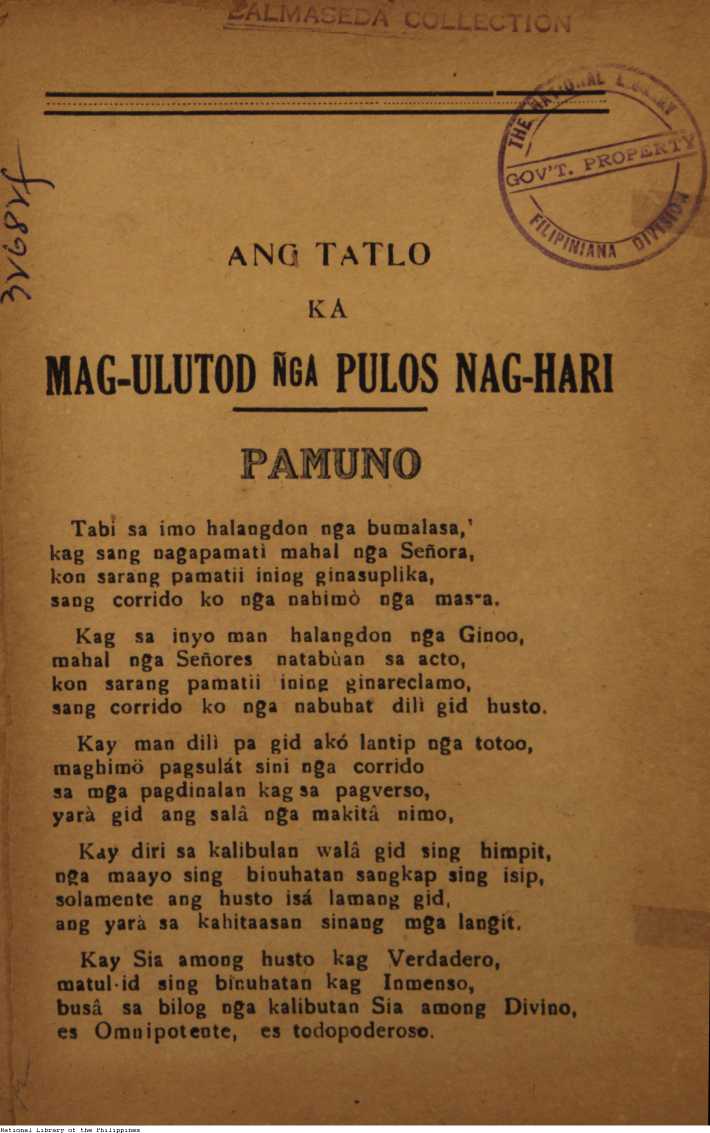 BALMASEDA COLLECTION
THE NATIONAL LIBRARY
GOV'T. PROPERTY
FILIPINIANA DIVISION
ANG TATLO
KA
MAG-ULUTOD ÑGA PULOS NAG-HARI
PAMUNO
Tabi sa imo halangdon nga bumalasa,'
kag sang nagapamatì mahal nga Señora,
kon sarang pamatii ining ginasuplika,
sang corrido ko nga nahimò nga mas-a.
Kag sa inyo man halangdon nga Ginoo,
mahal nga Señores natabùan sa acto,
kon sarang pamatii ining ginareclamo,
sang corrido ko nga nabuhat dilì gid husto.
Kay man dilì pa gid akó lantip nga totoo,
maghimö pagsulát sini nga corrido
sa mga pagdinalan kag sa pagverso,
yarà gid ang salâ nga makitâ nimo,
Kay diri sa kalibulan walâ gid sing himpit,
nga maayo sing binuhatan sangkap sing isip,
solamente ang husto isá lamang gid,
ang yarà sa kahitaasan sinang mga langit.
Kay Sia among husto kag Verdadero,
matul-id sing binuhatan kag Inmenso,
busâ sa bilog nga kalibutan Sia among Divino,
es Omnipotente, es todopoderoso.
National Library of the Philippines